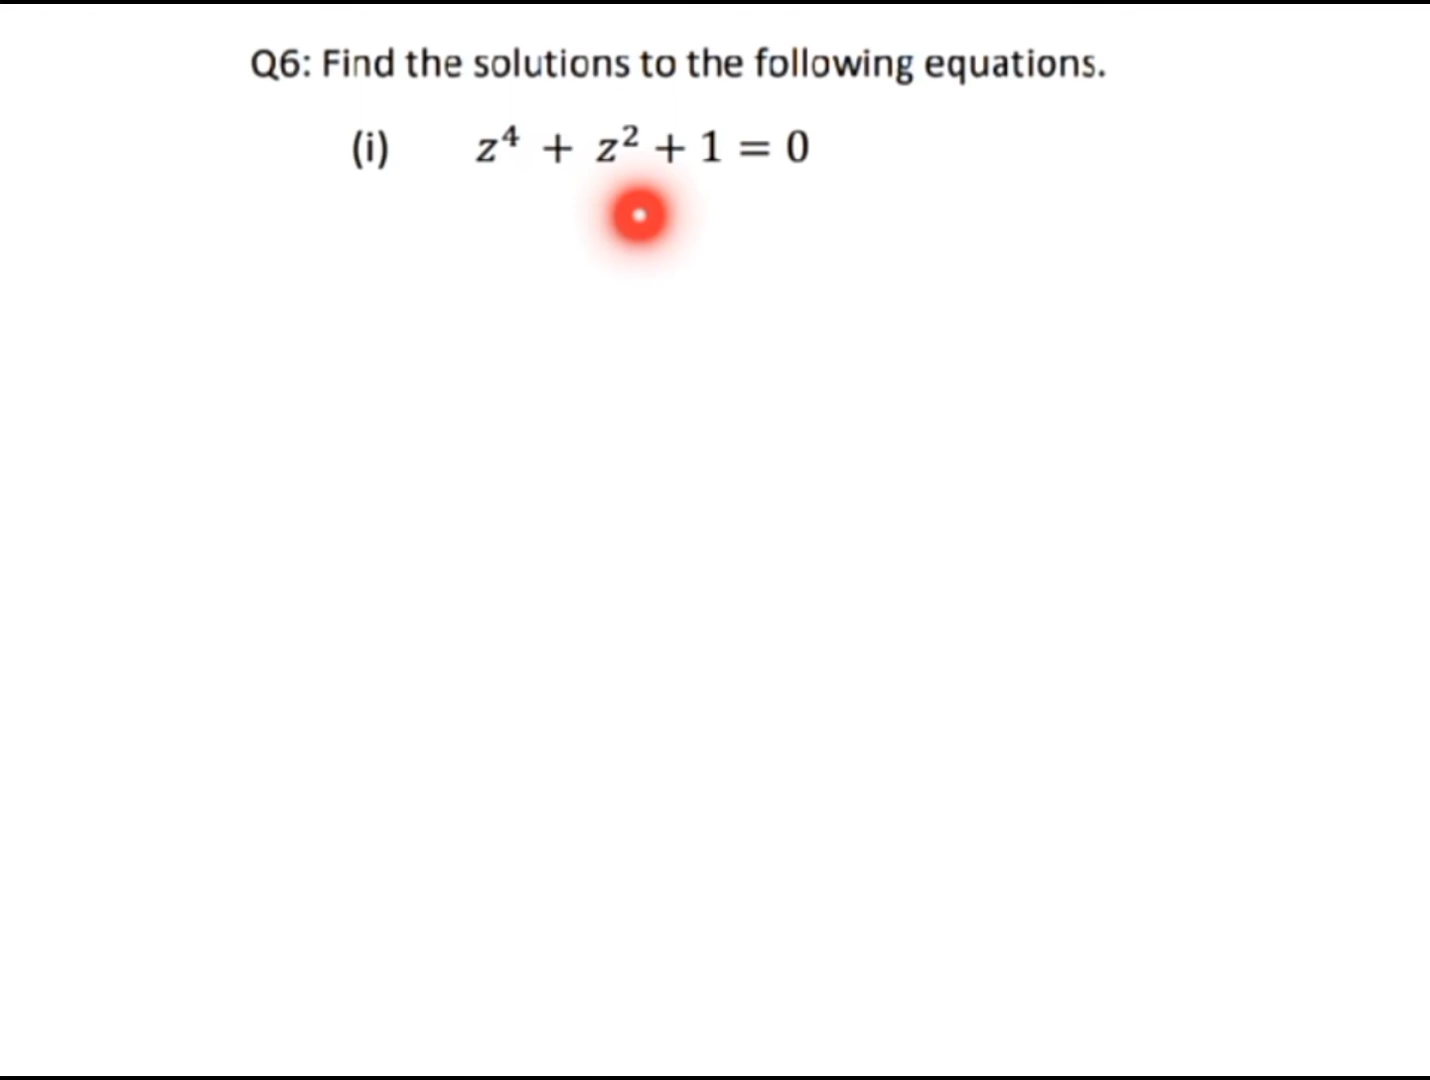 Q6: Find the solutions to the following equations.
(i) z⁴ + z² + 1 = 0